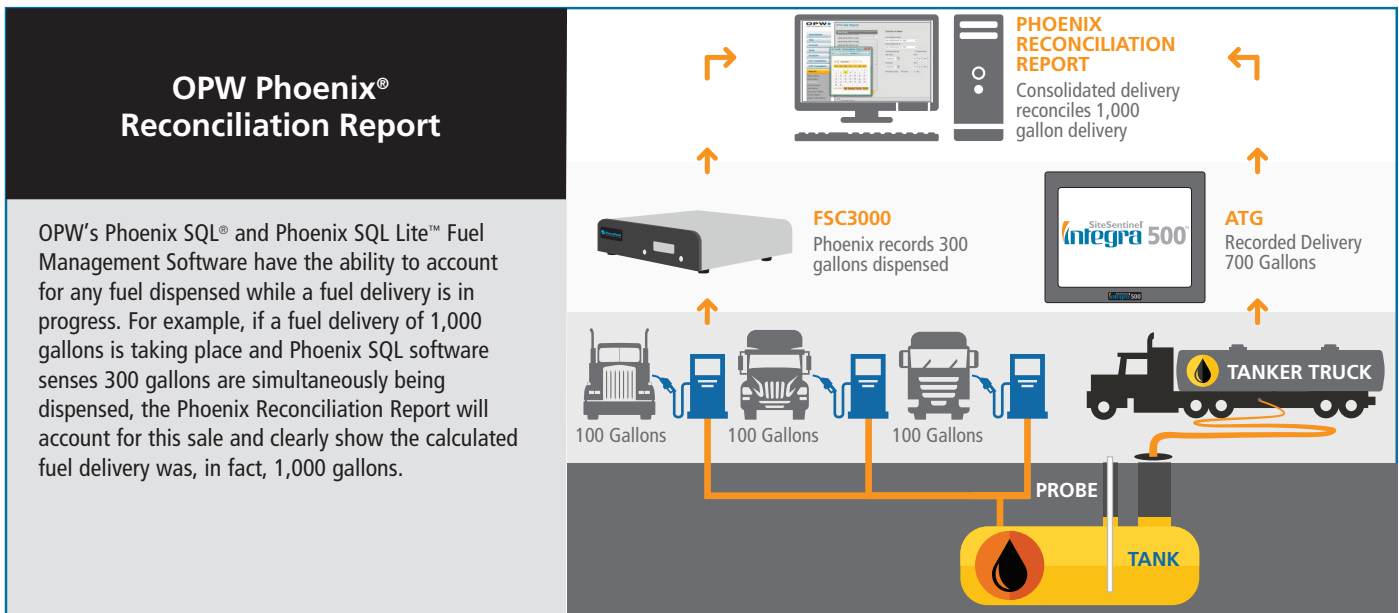 OPW Phoenix®
Reconciliation Report
OPW's Phoenix SQL® and Phoenix SQL Lite™ Fuel
Management Software have the ability to account
for any fuel dispensed while a fuel delivery is in
progress. For example, if a fuel delivery of 1,000
gallons is taking place and Phoenix SQL software
senses 300 gallons are simultaneously being
dispensed, the Phoenix Reconciliation Report will
account for this sale and clearly show the calculated
fuel delivery was, in fact, 1,000 gallons.
OPW
PHOENIX
RECONCILIATION
REPORT
Consolidated delivery
reconciles 1,000
gallon delivery
FSC3000
Phoenix records 300
gallons dispensed
SiteSentinel
integra 500™
integra 500
ATG
Recorded Delivery
700 Gallons
100 Gallons
100 Gallons
100 Gallons
TANKER TRUCK
PROBE
TANK